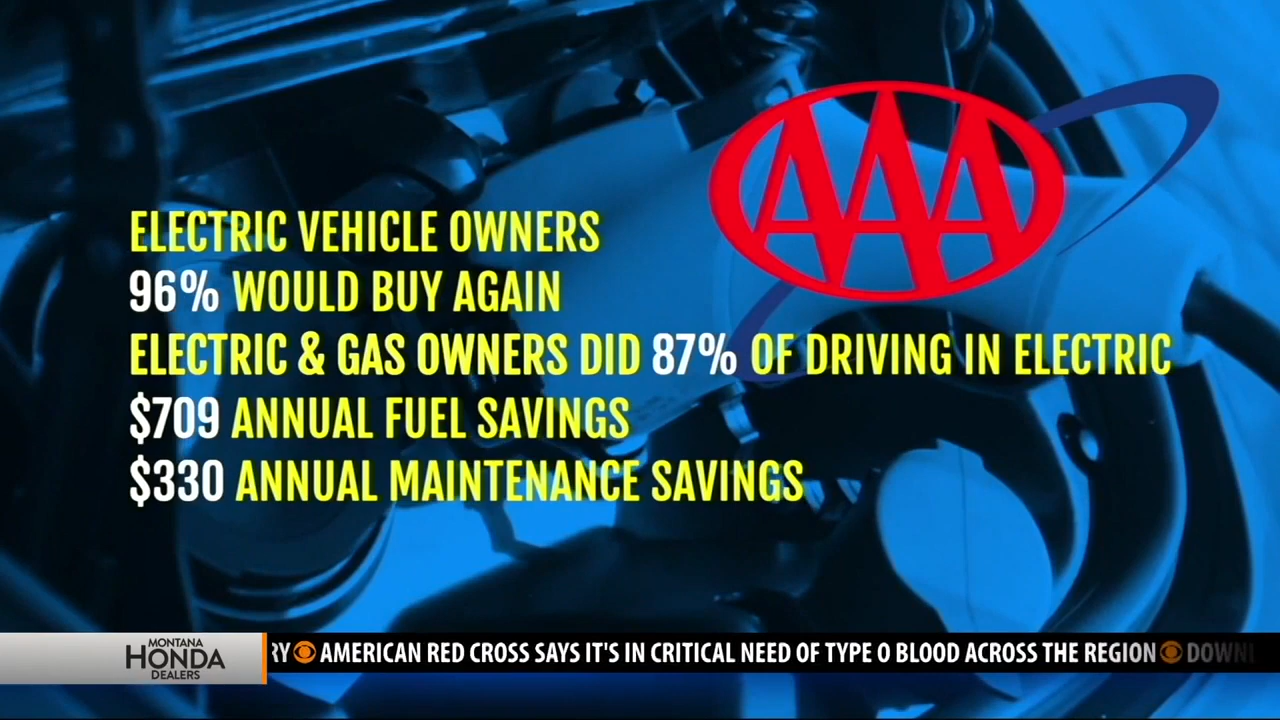 AAA
ELECTRIC VEHICLE OWNERS
96% WOULD BUY AGAIN
ELECTRIC & GAS OWNERS DID 87% OF DRIVING IN ELECTRIC
$709 ANNUAL FUEL SAVINGS
$330 ANNUAL MAINTENANCE SAVINGS
MONTANA
HONDA
DEALERS
RY AMERICAN RED CROSS SAYS IT'S IN CRITICAL NEED OF TYPE O BLOOD ACROSS THE REGION DOWN